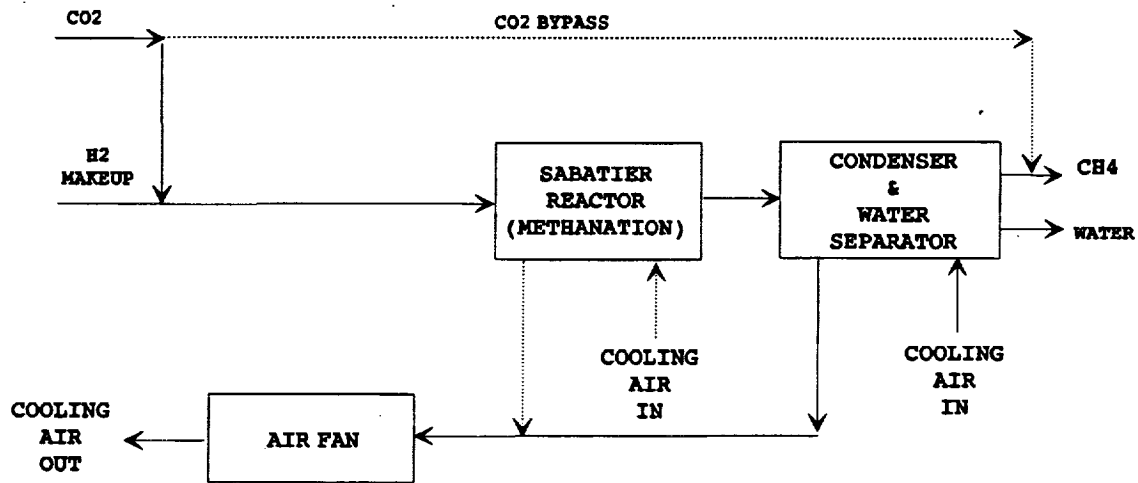 CO2
CO2 BYPASS
H2
MAKEUP
SABATIER
REACTOR
(METHANATION)
CONDENSER
&
WATER
SEPARATOR
CH4
WATER
COOLING
AIR
IN
COOLING
AIR
IN
COOLING
AIR
OUT
AIR FAN